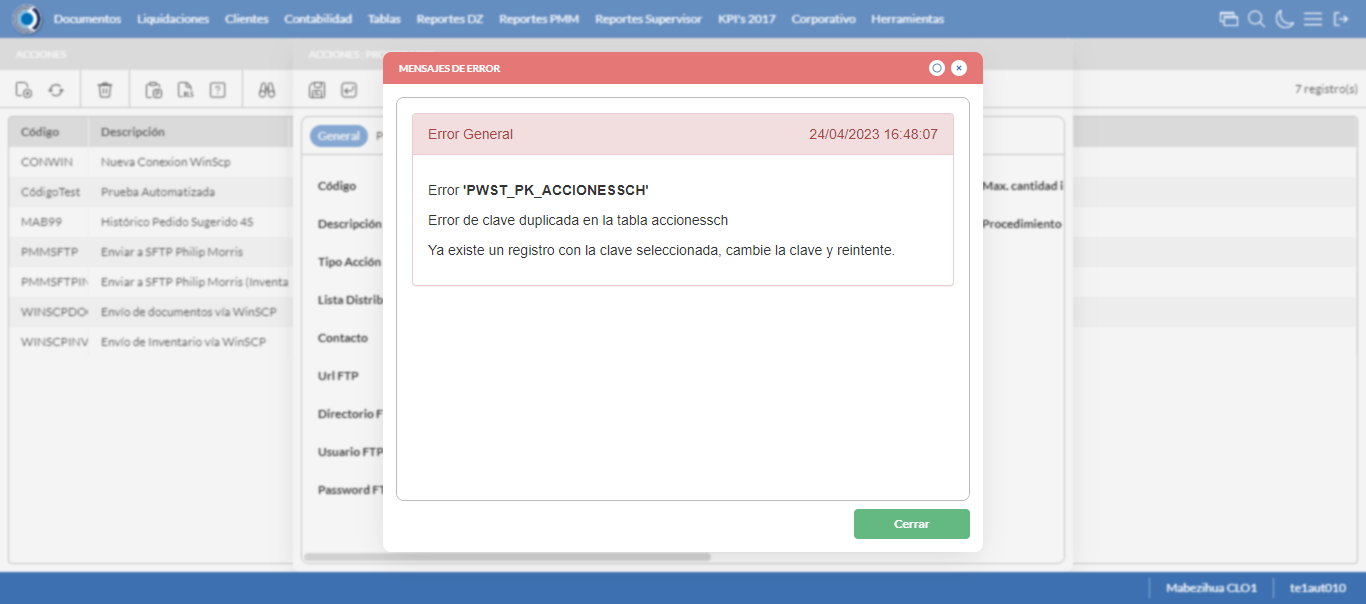 Documentos Liquidaciones Clientes Contabilidad Tablas Reportes DZ Reportes PMM Reportes Supervisor KPI's 2017 Corporativo Herramientas
ACCIONES
MENSAJES DE ERROR
7 registro(s)
Código Descripción
CONWIN Nueva Conexion WinScp
CódigoTest Prueba Automatizada
MAB99 Histórico Pedido Sugerido 4S
PMMSFTP Enviar a SFTP Philip Morris
PMMSFTPIN Enviar a SFTP Philip Morris (Inventa
WINSCPDO Envío de documentos vía WinSCP
WINSCPINV Envío de Inventario vía WinSCP
General
Código
Descripción
Tipo Acción
Lista Distrib
Contacto
Url FTP
Directorio F
Usuario FTP
Password FT
Max. cantidad i
Procedimiento
Error General 24/04/2023 16:48:07
Error 'PWST_PK_ACCIONESSCH'
Error de clave duplicada en la tabla accionessch
Ya existe un registro con la clave seleccionada, cambie la clave y reintente.
Cerrar
Mabezihua CLO1 te1aut010